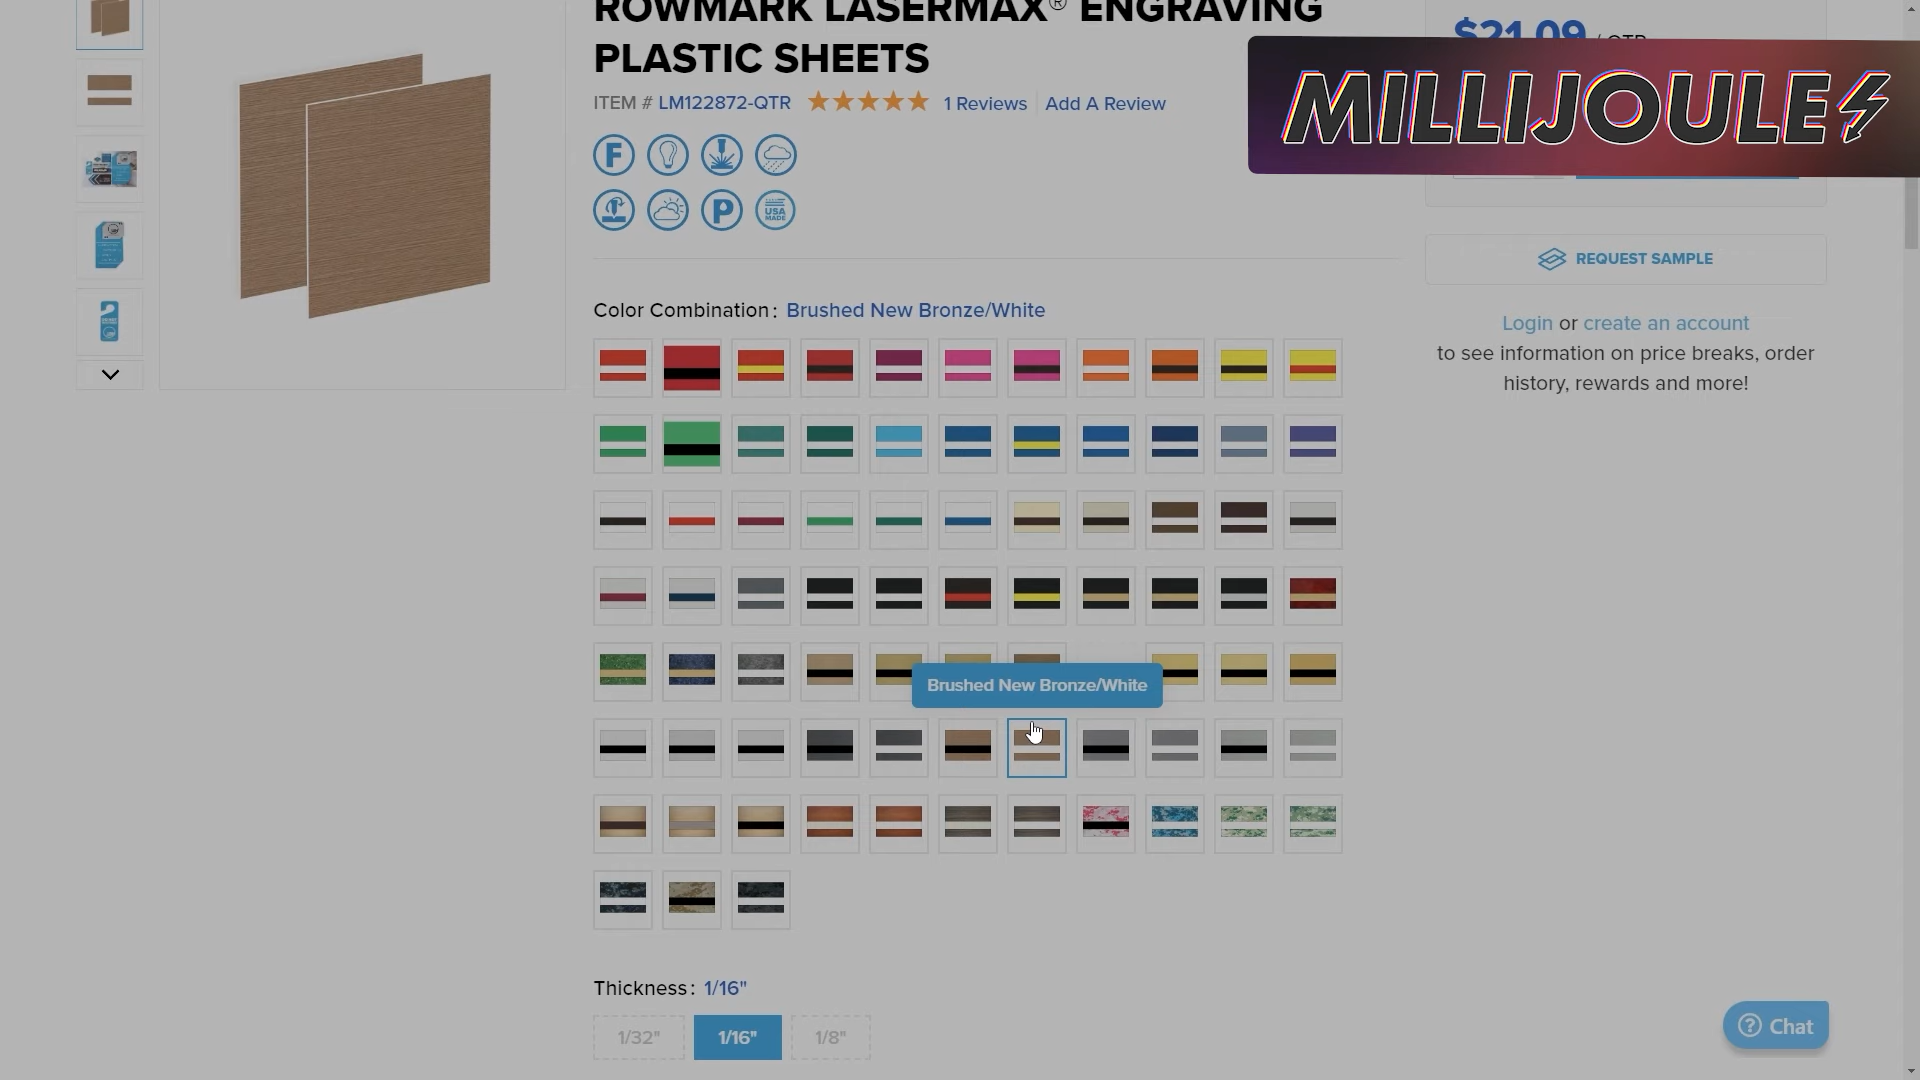 ROWMARK LASERMAX® ENGRAVING
PLASTIC SHEETS
ITEM # LM122872-QTR
1 Reviews
Add A Review
F
P
USA
MADE
$21.09 / QTR
MILLIJOULE
REQUEST SAMPLE
Login or create an account
to see information on price breaks, order
history, rewards and more!
Color Combination: Brushed New Bronze/White
Brushed New Bronze/White
Thickness: 1/16"
1/32"
1/16"
1/8"
Chat